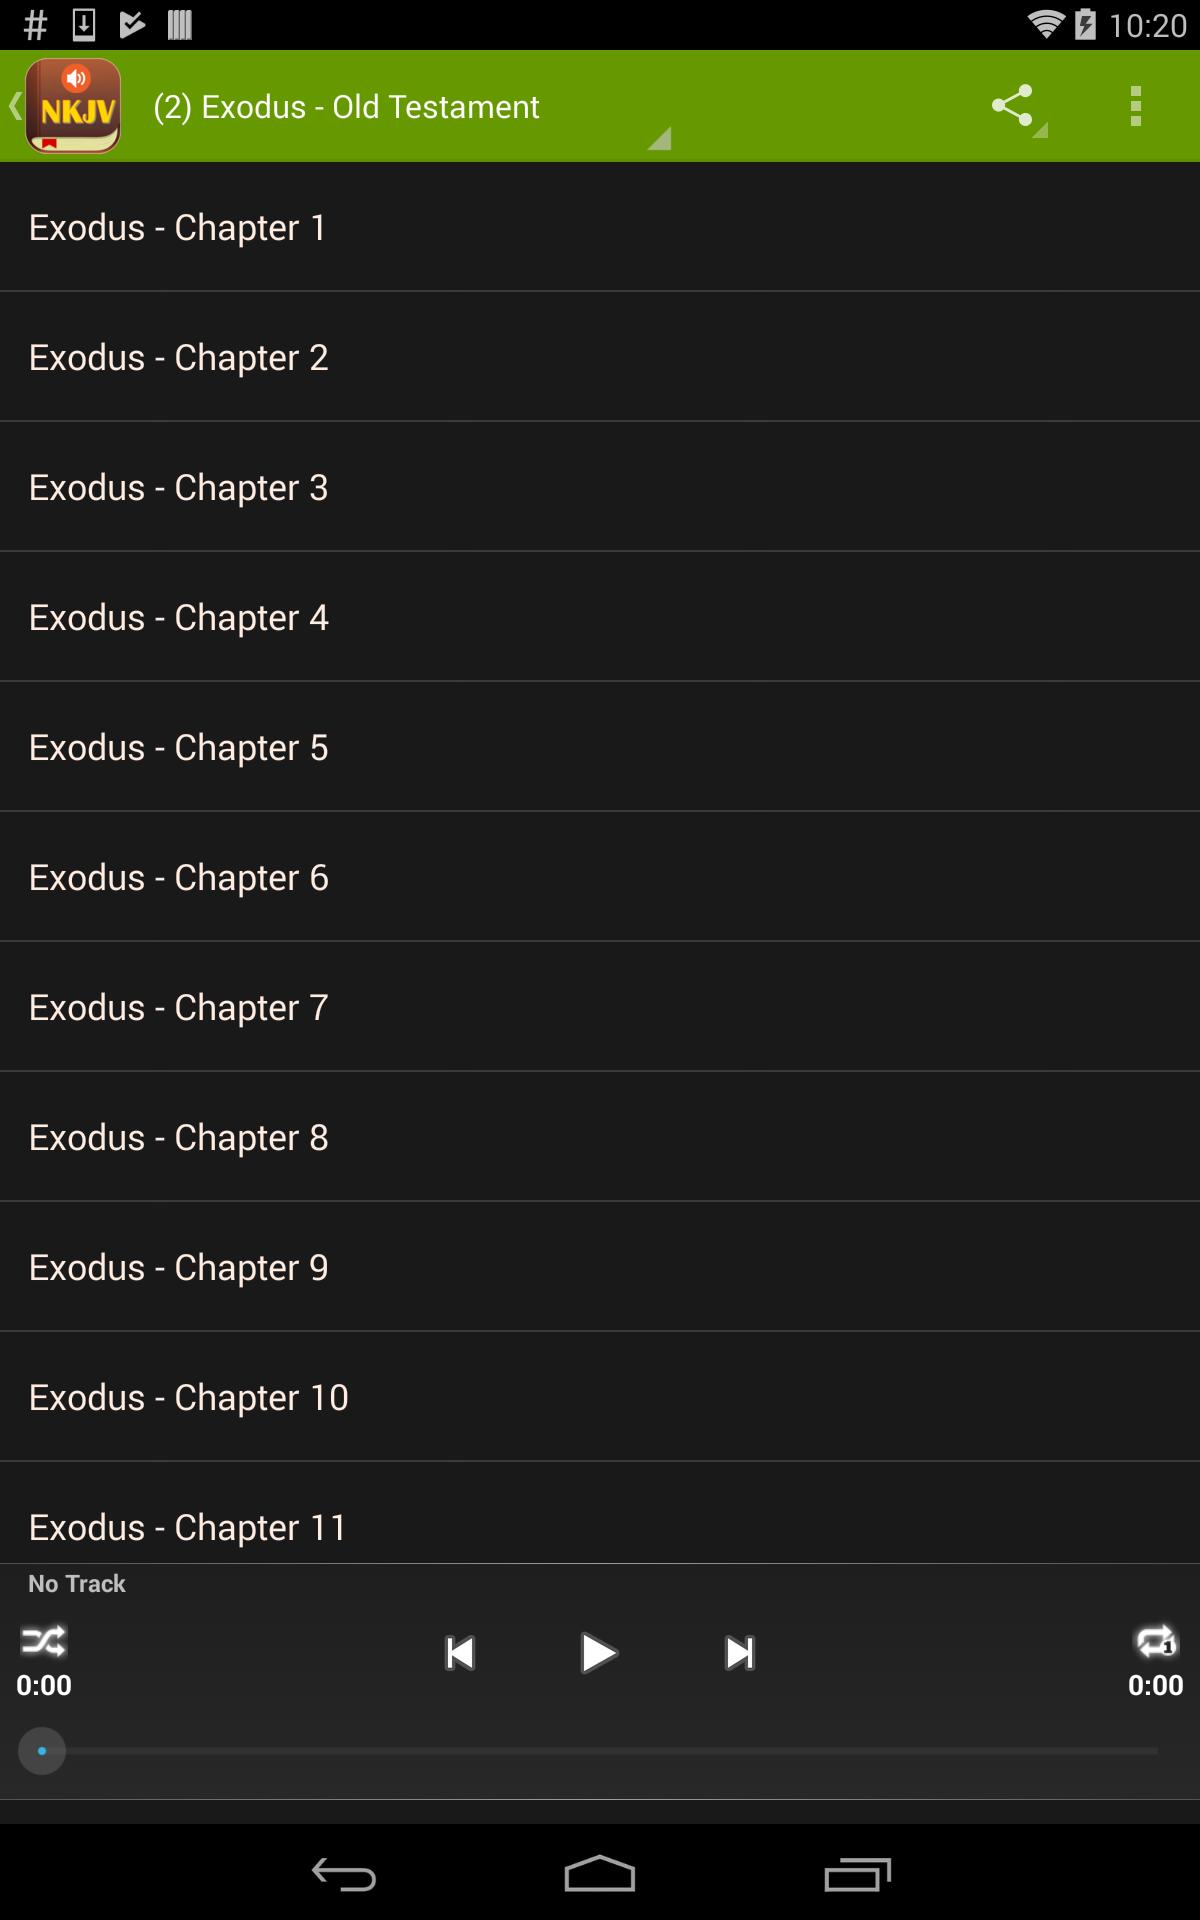 10:20
NKJV
(2) Exodus - Old Testament
Exodus - Chapter 1
Exodus - Chapter 2
Exodus - Chapter 3
Exodus - Chapter 4
Exodus - Chapter 5
Exodus - Chapter 6
Exodus - Chapter 7
Exodus - Chapter 8
Exodus - Chapter 9
Exodus - Chapter 10
Exodus - Chapter 11
No Track
1
0:00
0:00